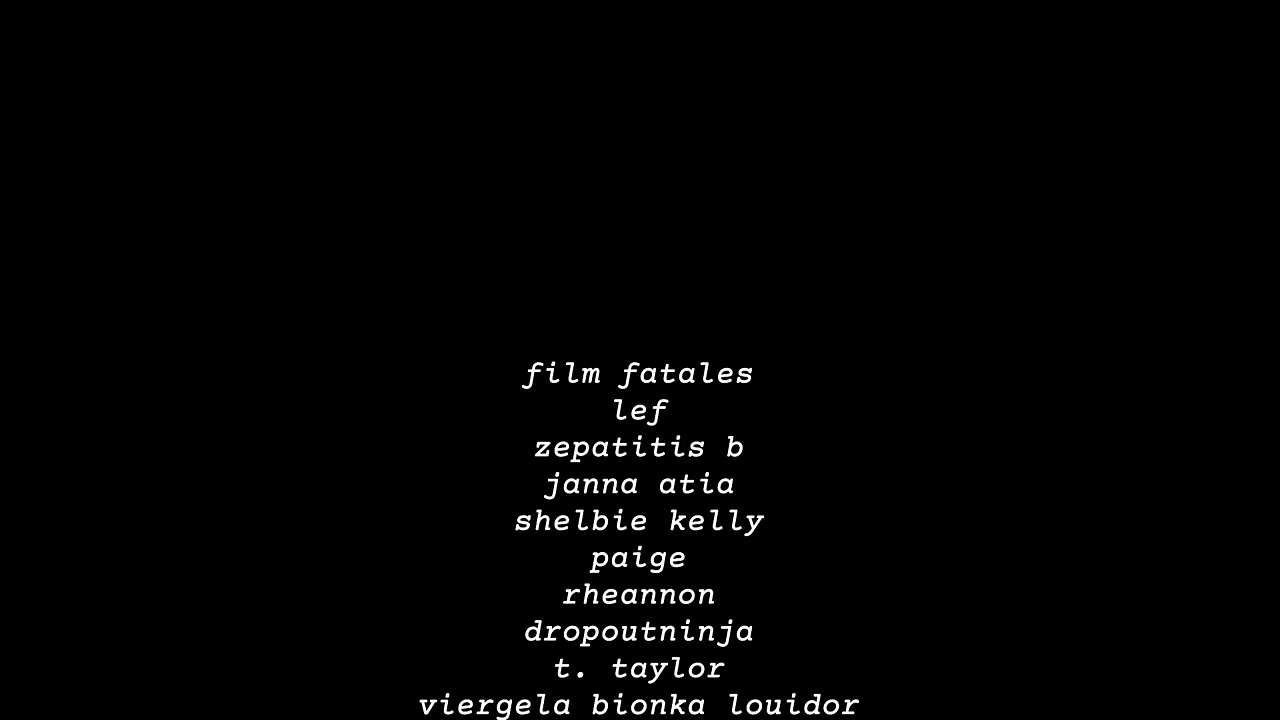 film fatales
lef
zepatitis b
janna atia
shelbie kelly
paige
rheannon
dropoutninja
t. taylor
viergela bionka louidor